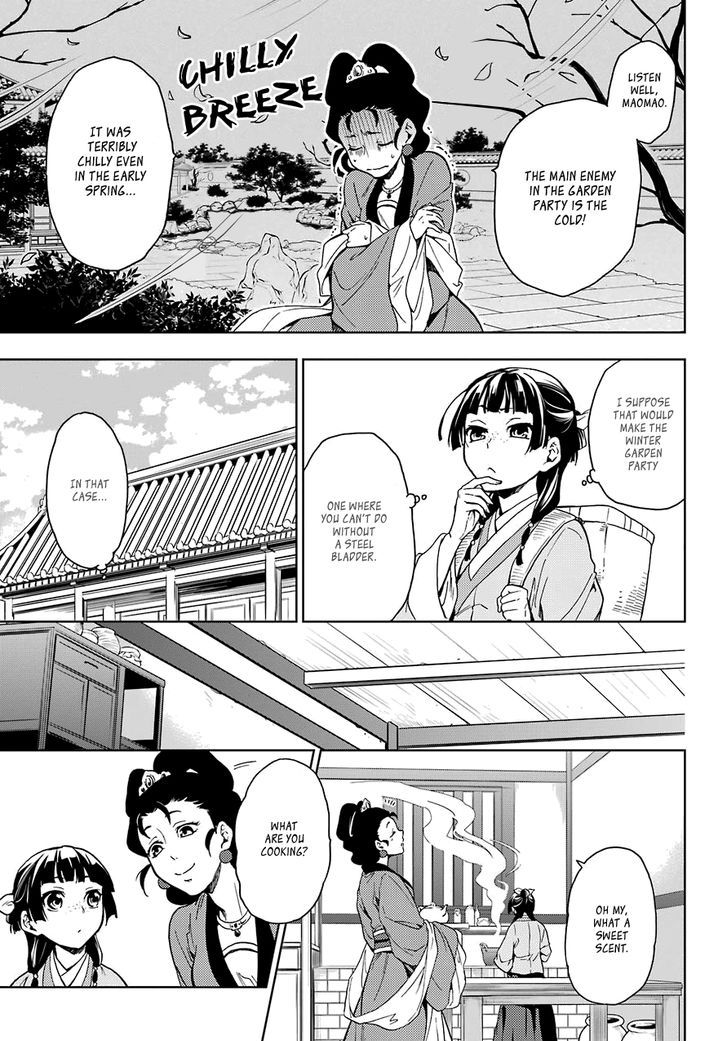 LISTEN
WELL,
MAOMAO.
THE MAIN ENEMY
IN THE GARDEN
PARTY IS THE
COLD!
CHILLY
BREEZE
IT WAS
TERRIBLY
CHILLY EVEN
IN THE EARLY
SPRING...
I SUPPOSE
THAT WOULD
MAKE THE
WINTER
GARDEN
PARTY
ONE WHERE
YOU CAN'T DO
WITHOUT
A STEEL
BLADDER.
IN THAT
CASE...
OH MY,
WHAT A
SWEET
SCENT.
WHAT
ARE YOU
COOKING?